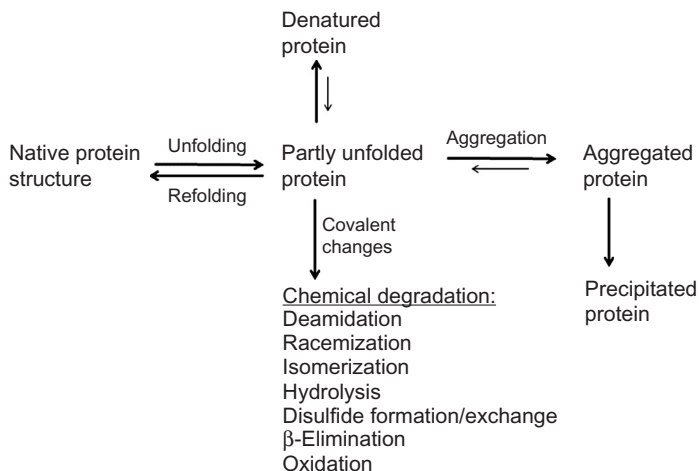 Denatured
protein
Native protein
structure
Unfolding
Refolding
Partly unfolded
protein
Aggregation
Aggregated
protein
Covalent
changes
Precipitated
protein
Chemical degradation:
Deamidation
Racemization
Isomerization
Hydrolysis
Disulfide formation/exchange
β-Elimination
Oxidation